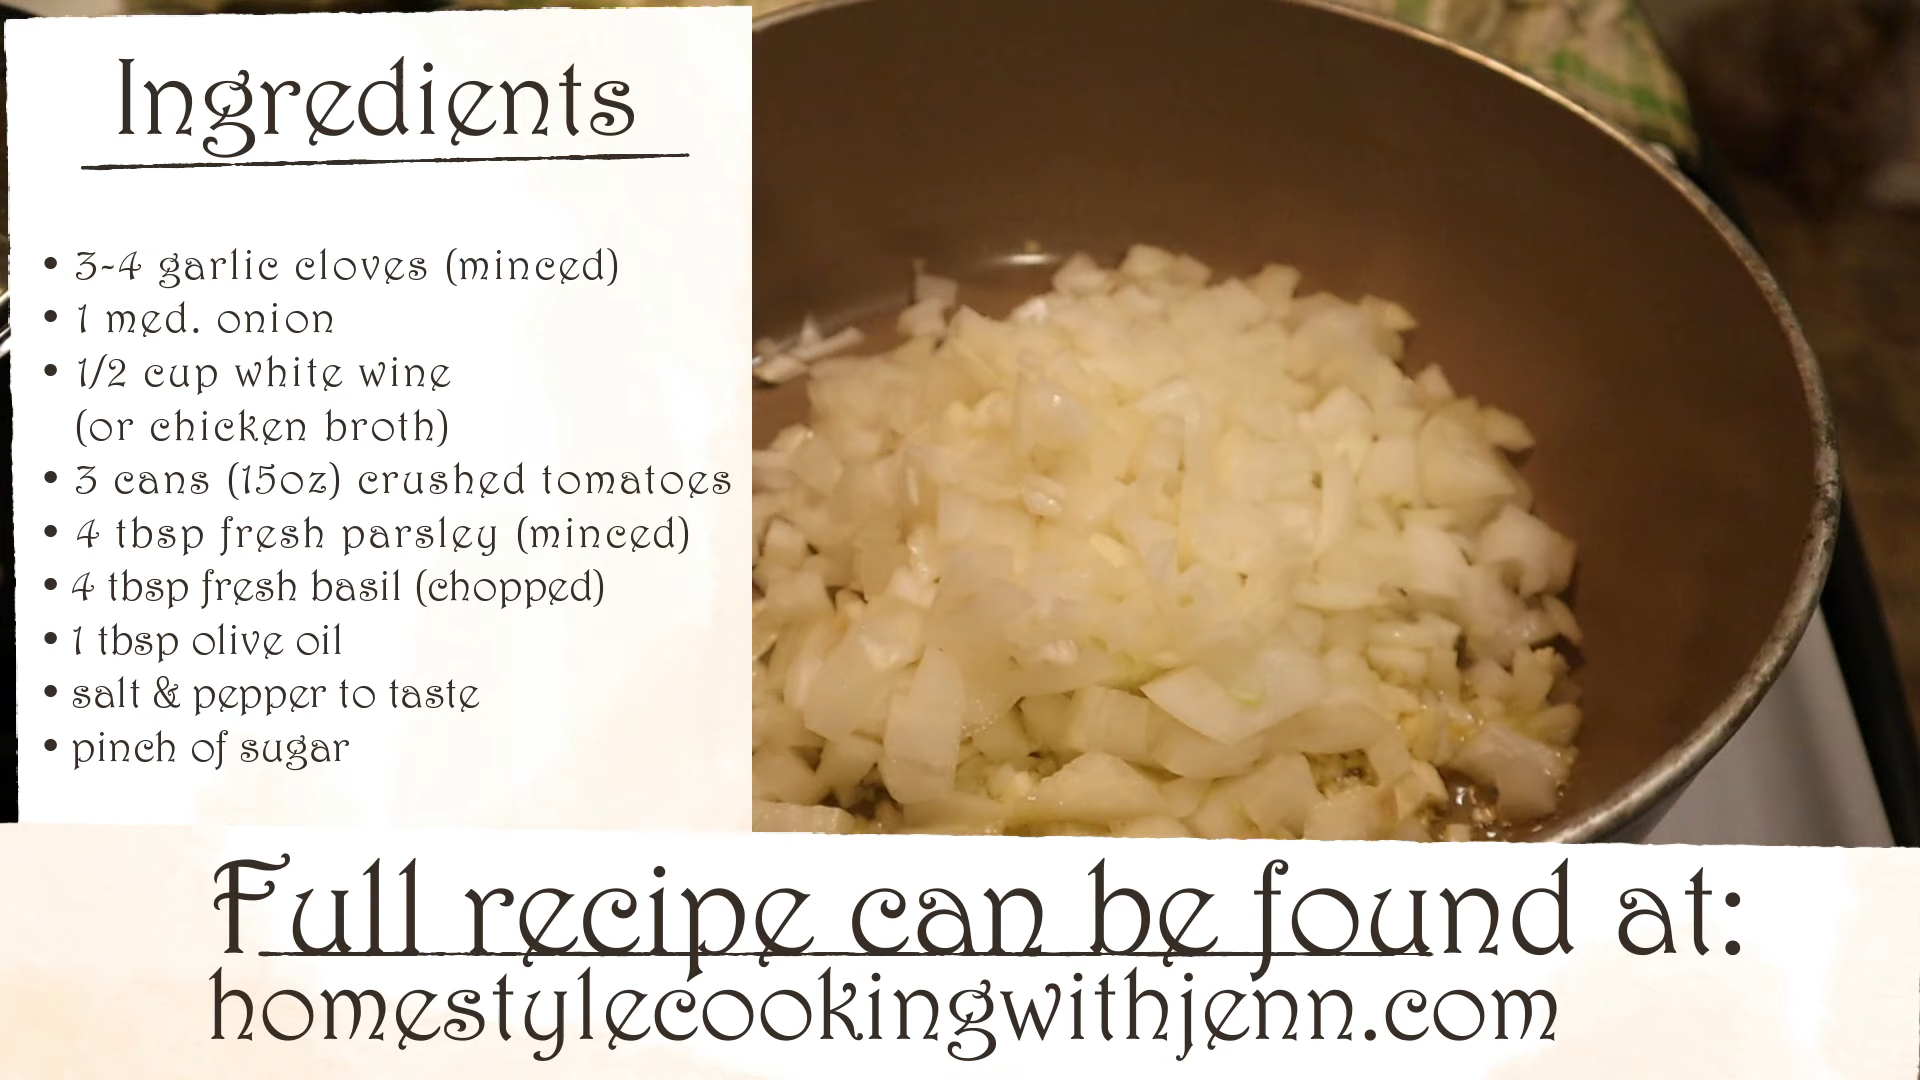 Ingredients
• 3-4 garlic cloves (minced)
• 1 med. onion
• 1/2 cup white wine
(or chicken broth)
• 3 cans (15oz) crushed tomatoes
• 4 tbsp fresh parsley (minced)
• 4 tbsp fresh basil (chopped)
• 1 tbsp olive oil
• salt & pepper to taste
• pinch of sugar
Full recipe can be found at:
homestylecookingwithjenn.com